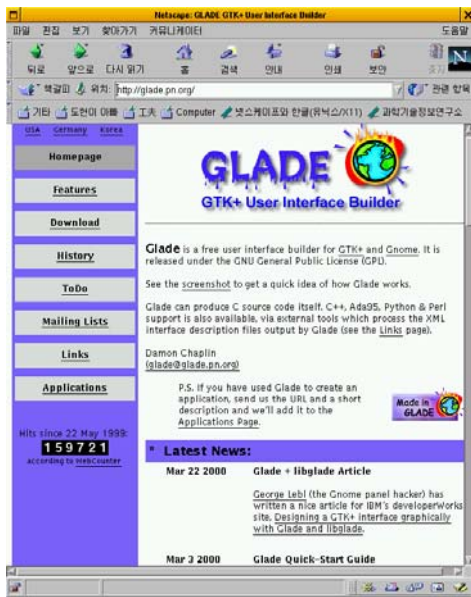 Netscape: GLADE GTK+ User Interface Builder
파일 편집 보기 찾아가기 커뮤니케이터 도움말
뒤로 앞으로 다시 읽기 홈 검색 안내 인쇄 보안 중지 N
책갈피 위치: http://glade.pn.org/ 관련 항목
기타 도현이 아빠 工夫 Computer 넷스케이프와 한글(유닉스/X11) 과학기술정보연구소
USA Germany Korea
Homepage
Features
Download
History
ToDo
Mailing Lists
Links
Applications
Hits since 22 May 1999:
159721
according to WebCounter
GLADE
GTK+ User Interface Builder
Glade is a free user interface builder for GTK+ and Gnome. It is
released under the GNU General Public License (GPL).
See the screenshot to get a quick idea of how Glade works.
Glade can produce C source code itself. C++, Ada95, Python & Perl
support is also available, via external tools which process the XML
interface description files output by Glade (see the Links page).
Damon Chaplin
(glade@glade.pn.org)
P.S. If you have used Glade to create an
application, send us the URL and a short
description and we'll add it to the
Applications Page.
Made in
GLADE
* Latest News:
Mar 22 2000 Glade + libglade Article
George Lebl (the Gnome panel hacker) has
written a nice article for IBM's developerWorks
site, Designing a GTK+ interface graphically
with Glade and libglade.
Mar 3 2000 Glade Quick-Start Guide